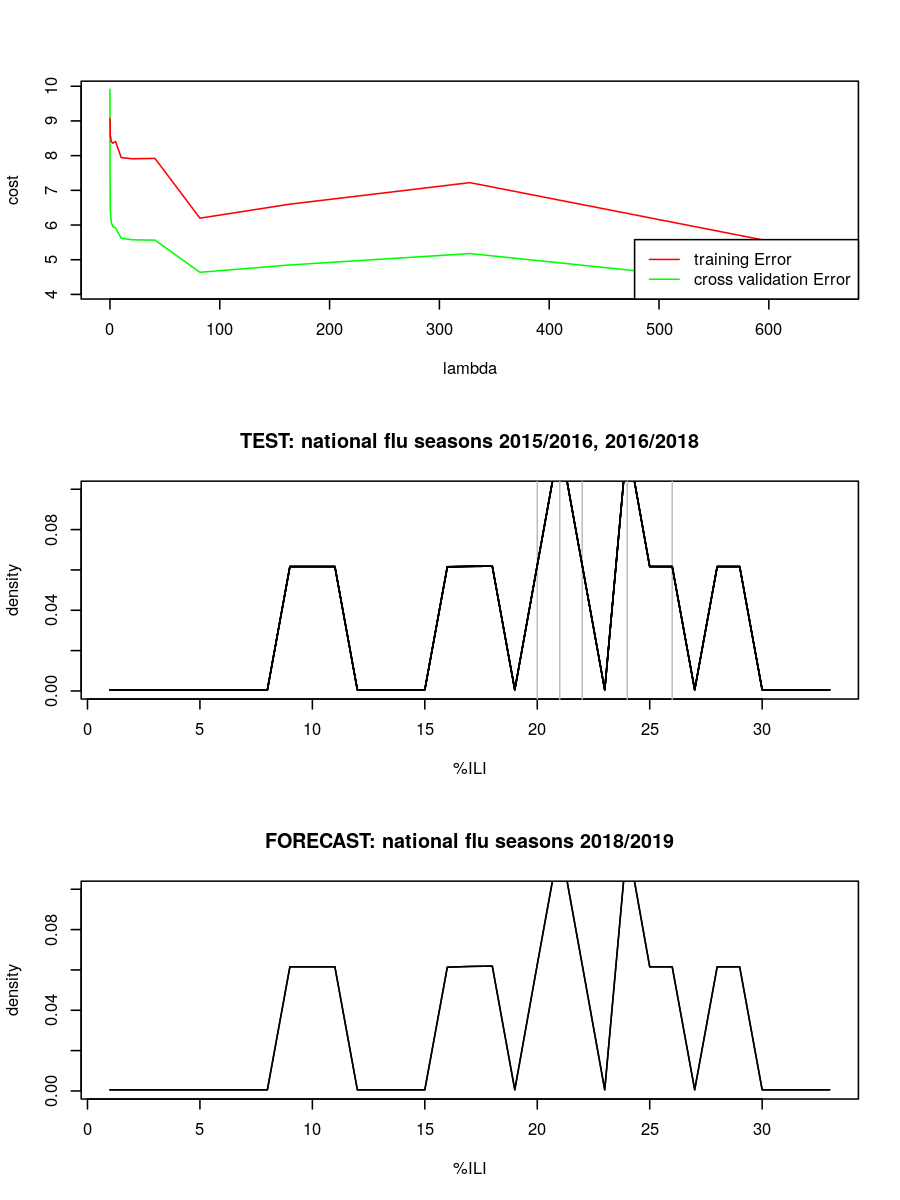 10
9
8
7
6
5
4
cost
training Error
cross validation Error
0 100 200 300 400 500 600
lambda
TEST: national flu seasons 2015/2016, 2016/2018
0.08
0.04
0.00
density
0 5 10 15 20 25 30
%ILI
FORECAST: national flu seasons 2018/2019
0.08
0.04
0.00
density
0 5 10 15 20 25 30
%ILI